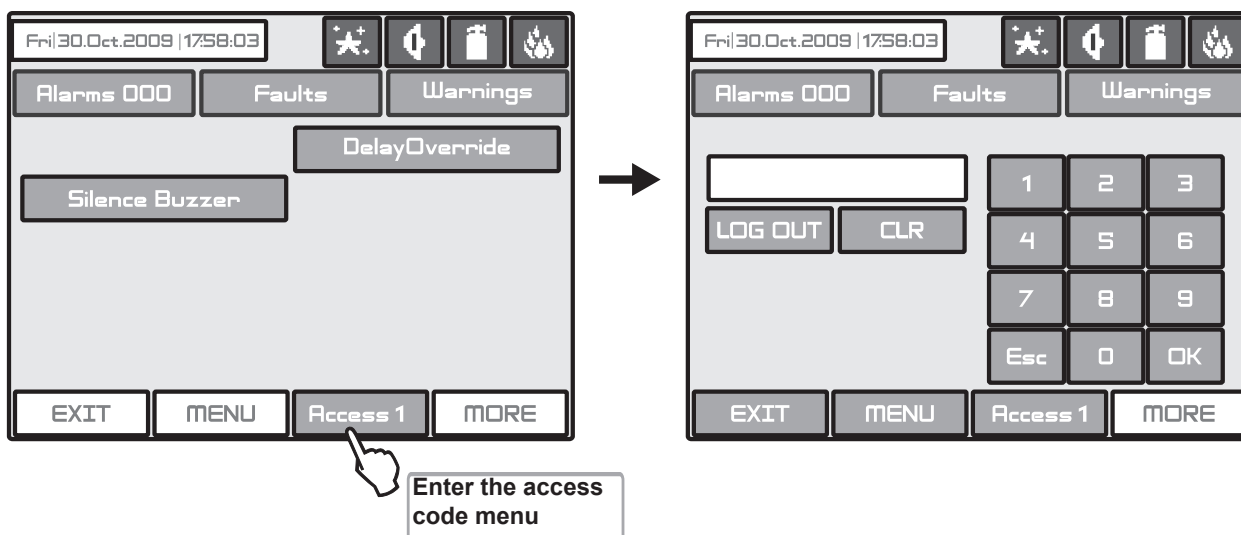 Fri|30.Oct.2009 |17:58:03
Alarms 000 Faults Warnings
DelayOverride
Silence Buzzer
EXIT MENU Access 1 MORE
Enter the access
code menu
Fri|30.Oct.2009 |17:58:03
Alarms 000 Faults Warnings
1 2 3
LOG OUT CLR
4 5 6
7 8 9
Esc 0 OK
EXIT MENU Access 1 MORE